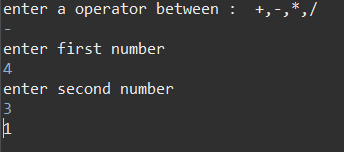 enter a operator between :  +,-,*,/
-
enter first number
4
enter second number
3
1